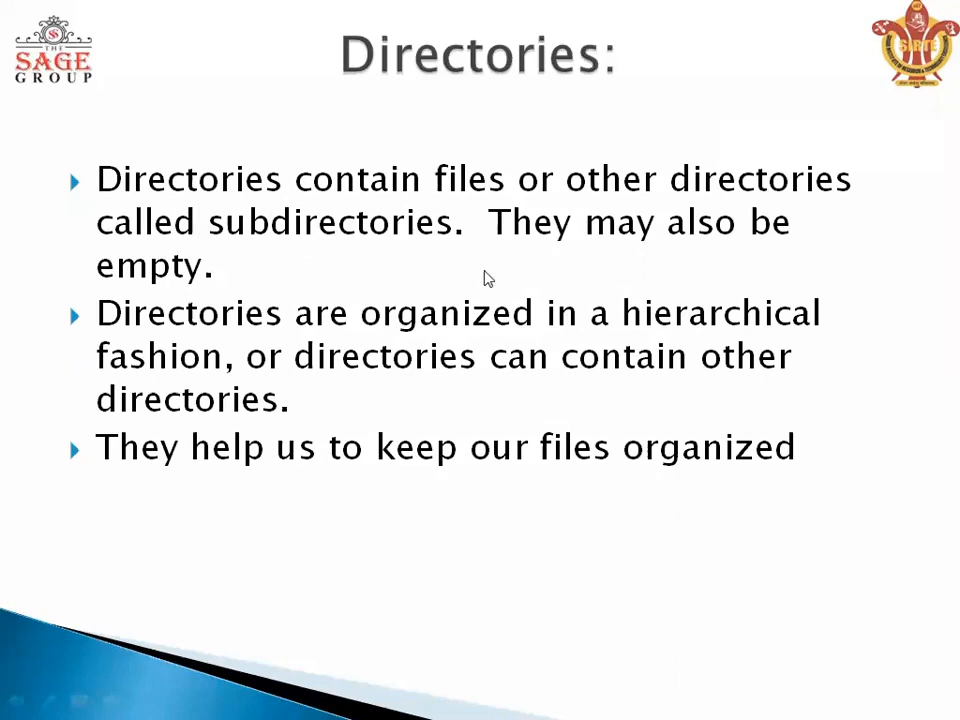 THE
SAGE
GROUP
Directories:
SIRTE
Directories contain files or other directories
called subdirectories.  They may also be
empty.
Directories are organized in a hierarchical
fashion, or directories can contain other
directories.
They help us to keep our files organized